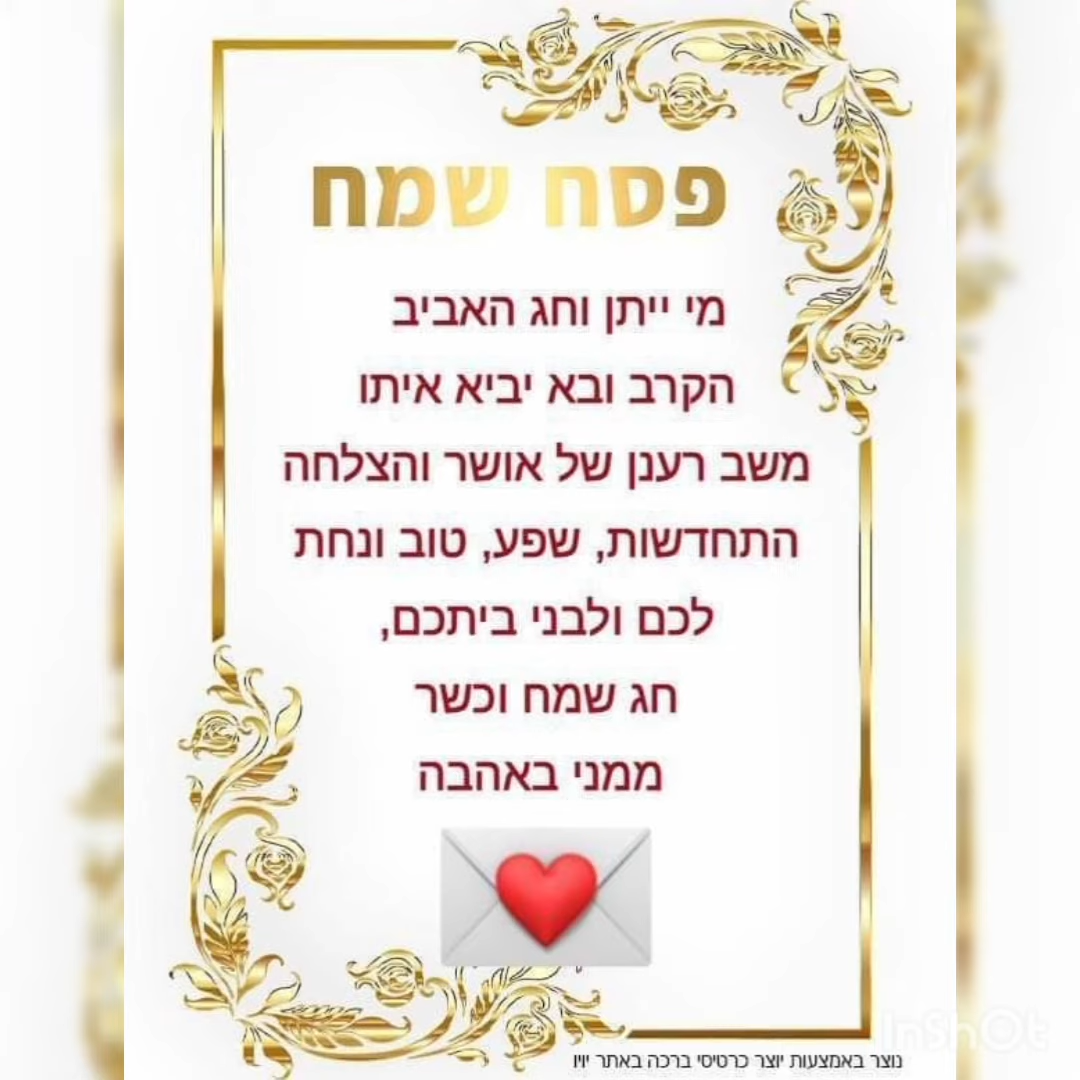 פסח שמח
מי ייתן וחג האביב
הקרב ובא יביא איתו
משב רענן של אושר והצלחה
התחדשות, שפע, טוב ונחת
לכם ולבני ביתכם,
חג שמח וכשר
ממני באהבה
נוצר באמצעות יוצר כרטיסי ברכה באתר יויו
InShOt